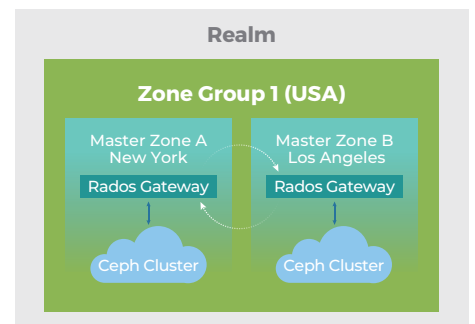 Realm
Zone Group 1 (USA)
Master Zone A
New York
Rados Gateway
Ceph Cluster
Master Zone B
Los Angeles
Rados Gateway
Ceph Cluster